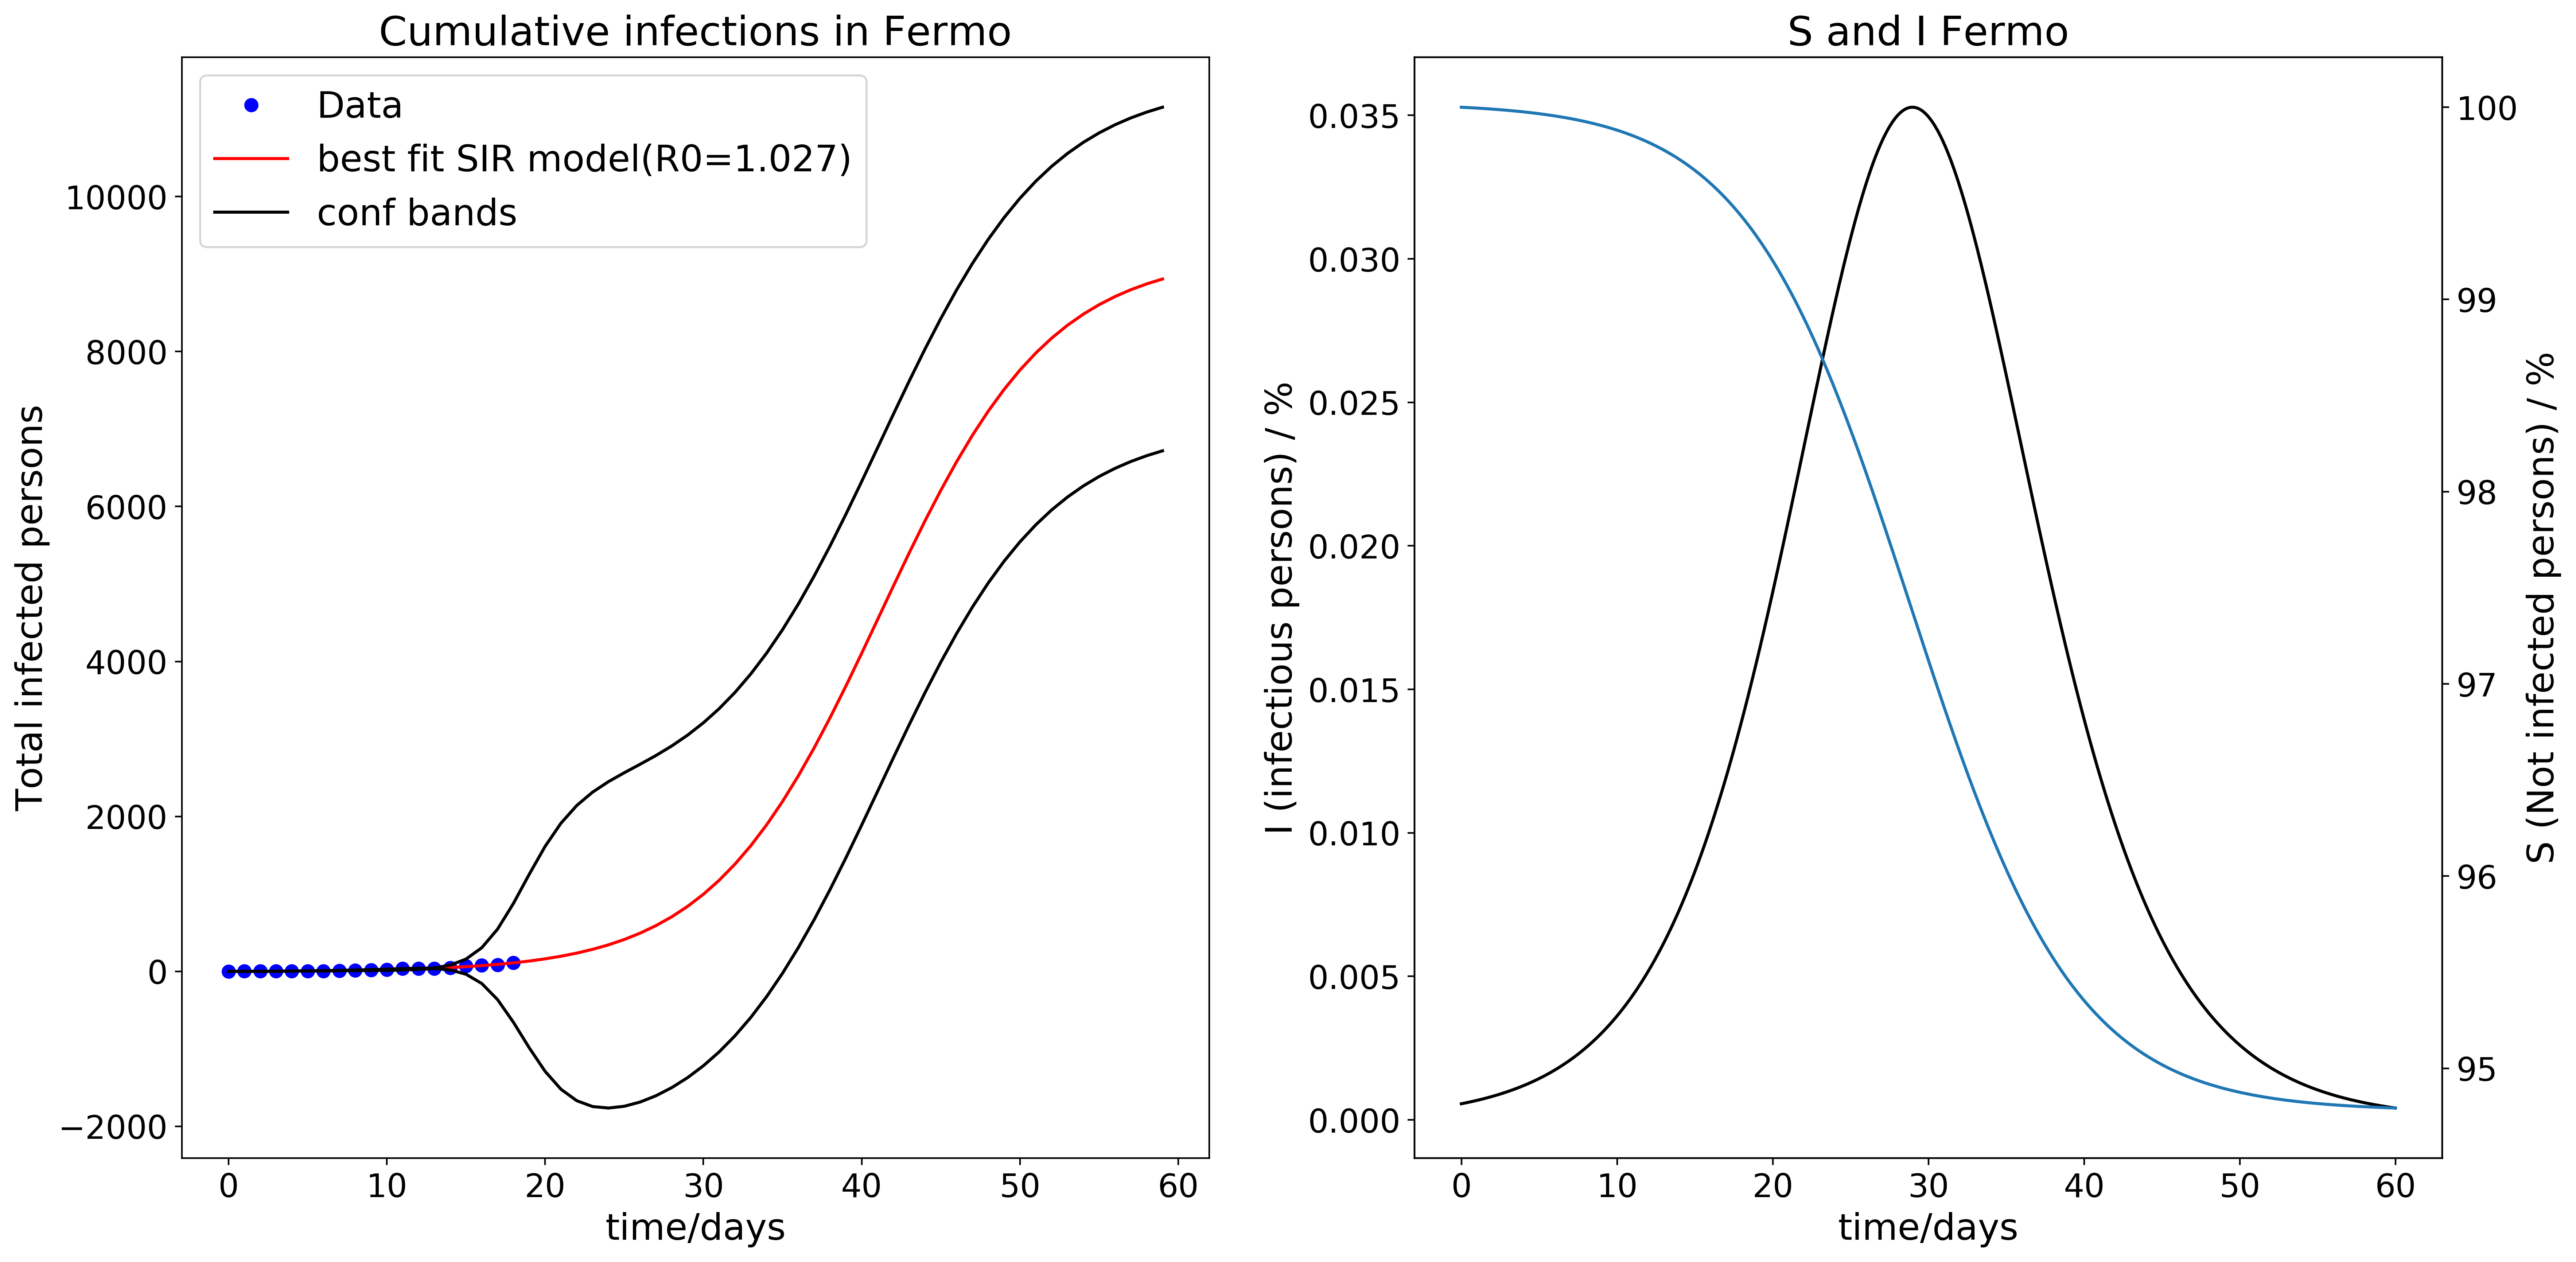 Cumulative infections in Fermo
Data
best fit SIR model(R0=1.027)
conf bands
Total infected persons
10000
8000
6000
4000
2000
0
−2000
0 10 20 30 40 50 60
time/days
S and I Fermo
I (infectious persons) / %
0.035
0.030
0.025
0.020
0.015
0.010
0.005
0.000
100
99
98
97
96
95
S (Not infected persons) / %
0 10 20 30 40 50 60
time/days